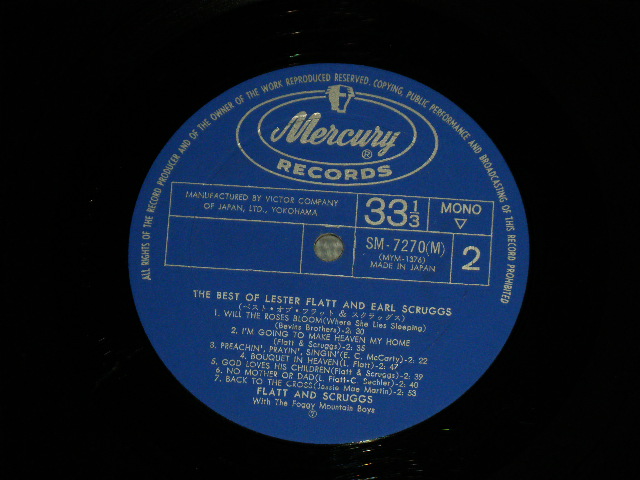 ALL RIGHTS OF THE RECORD PRODUCER AND OF THE OWNER OF THE WORK REPRODUCED RESERVED. COPYING, PUBLIC PERFORMANCE AND BROADCASTING OF THIS RECORD PROHIBITED
Mercury ®
RECORDS
MANUFACTURED BY VICTOR COMPANY
OF JAPAN, LTD., YOKOHAMA
33 1/3
MONO
▽
SM-7270(M)
(MYM-1376)
MADE IN JAPAN
2
THE BEST OF LESTER FLATT AND EARL SCRUGGS
(ベスト・オブ・フラット & スクラッグス)
1. WILL THE ROSES BLOOM(Where She Lies Sleeping)
(Bevins Brothers)-2: 30
2. I'M GOING TO MAKE HEAVEN MY HOME
(Flatt & Scruggs)-2: 35
3. PREACHIN', PRAYIN', SINGIN'(E. C. McCarty)-2: 22
4. BOUQUET IN HEAVEN(L. Flatt)-2: 47
5. GOD LOVES HIS CHILDREN(Flatt & Scruggs)-2: 39
6. NO MOTHER OR DAD(L. Flatt-C. Sechler)-2: 40
7. BACK TO THE CROSS(Jessie Mae Martin)-2: 53
FLATT AND SCRUGGS
With The Foggy Mountain Boys